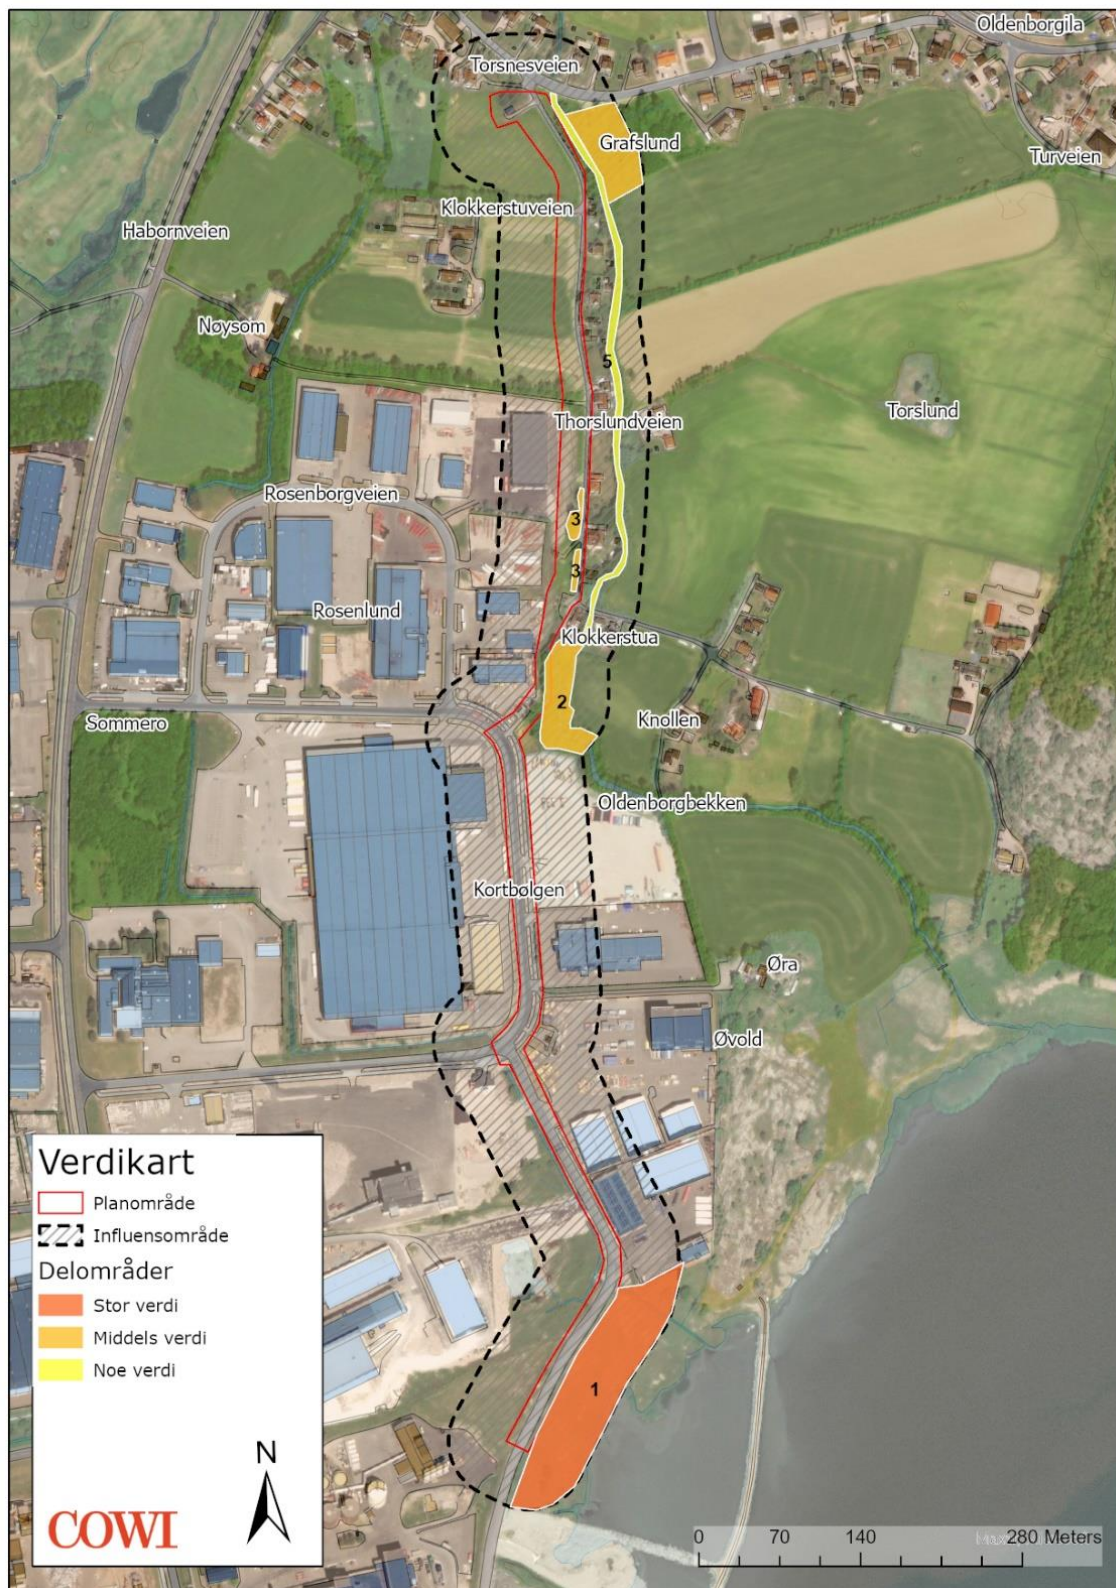 Oldenborgila
Torsnesveien
Grafslund
Turveien
Klokkerstuveien
Habornveien
Nøysom
5
Torslund
Thorslundveien
Rosenborgveien
3
3
Rosenlund
Klokkerstua
2
Knollen
Sommero
Oldenborgbekken
Kortbølgen
Øra
Øvold
Verdikart
Planområde
Influensområde
Delområder
Stor verdi
Middels verdi
Noe verdi
1
N
COWI
0 70 140 280 Meters